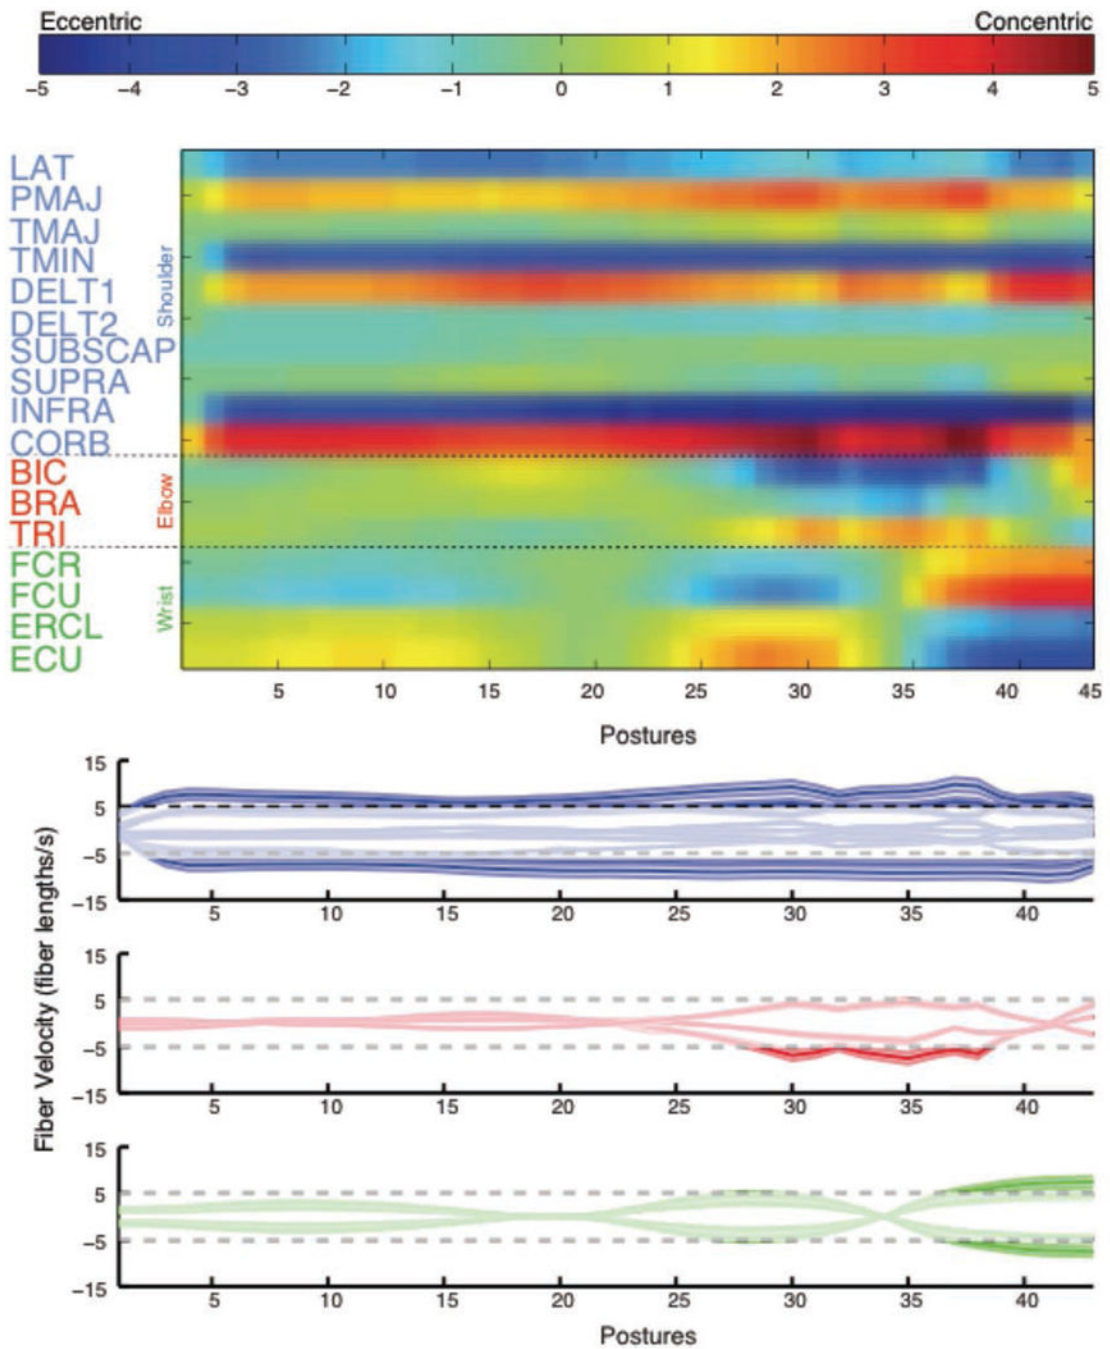 Eccentric Concentric
−5 −4 −3 −2 −1 0 1 2 3 4 5
LAT
PMAJ
TMAJ
TMIN
DELT1
DELT2
SUBSCAP
SUPRA
INFRA
CORB
Shoulder
BIC
BRA
TRI
Elbow
FCR
FCU
ERCL
ECU
Wrist
5 10 15 20 25 30 35 40 45
Postures
Fiber Velocity (fiber lengths/s)
15
5
−5
−15
5 10 15 20 25 30 35 40
15
5
−5
−15
5 10 15 20 25 30 35 40
15
5
−5
−15
5 10 15 20 25 30 35 40
Postures